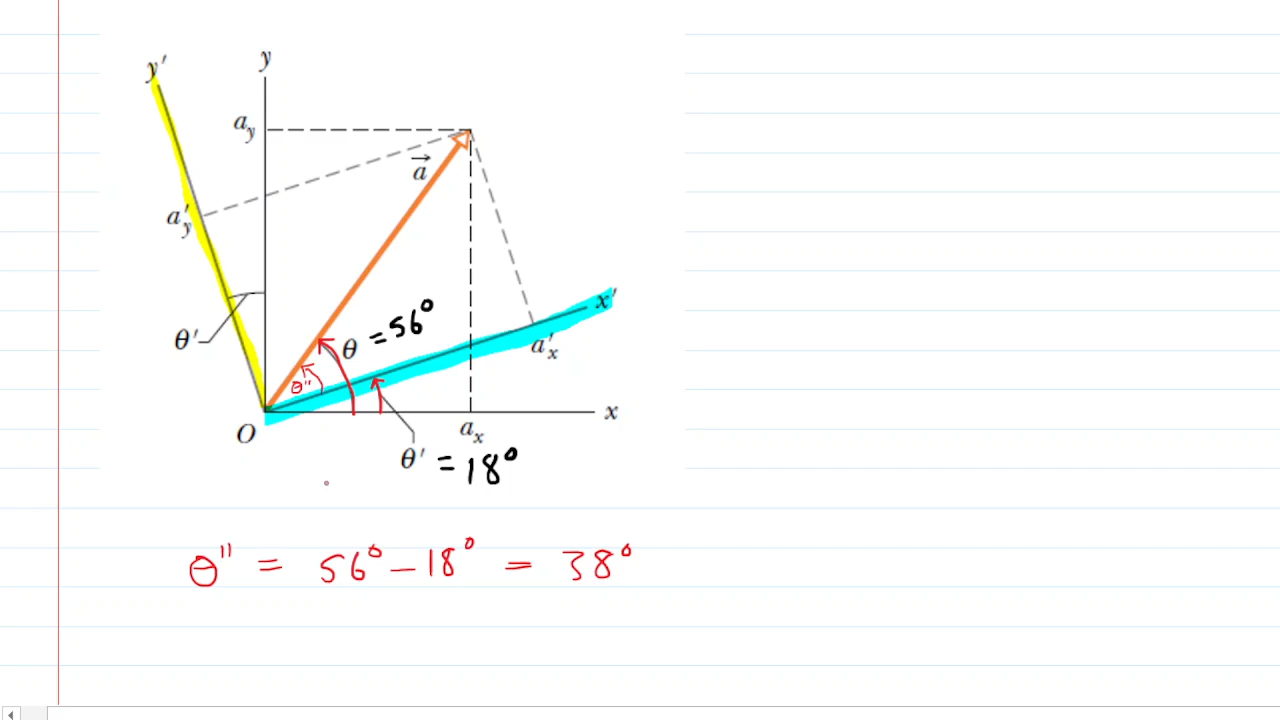 y′
y
a_y
a⃗
a′_y
x′
θ = 56°
θ′
a′_x
θ"
x
O
a_x
θ′ = 18°
θ" = 56° – 18° = 38°